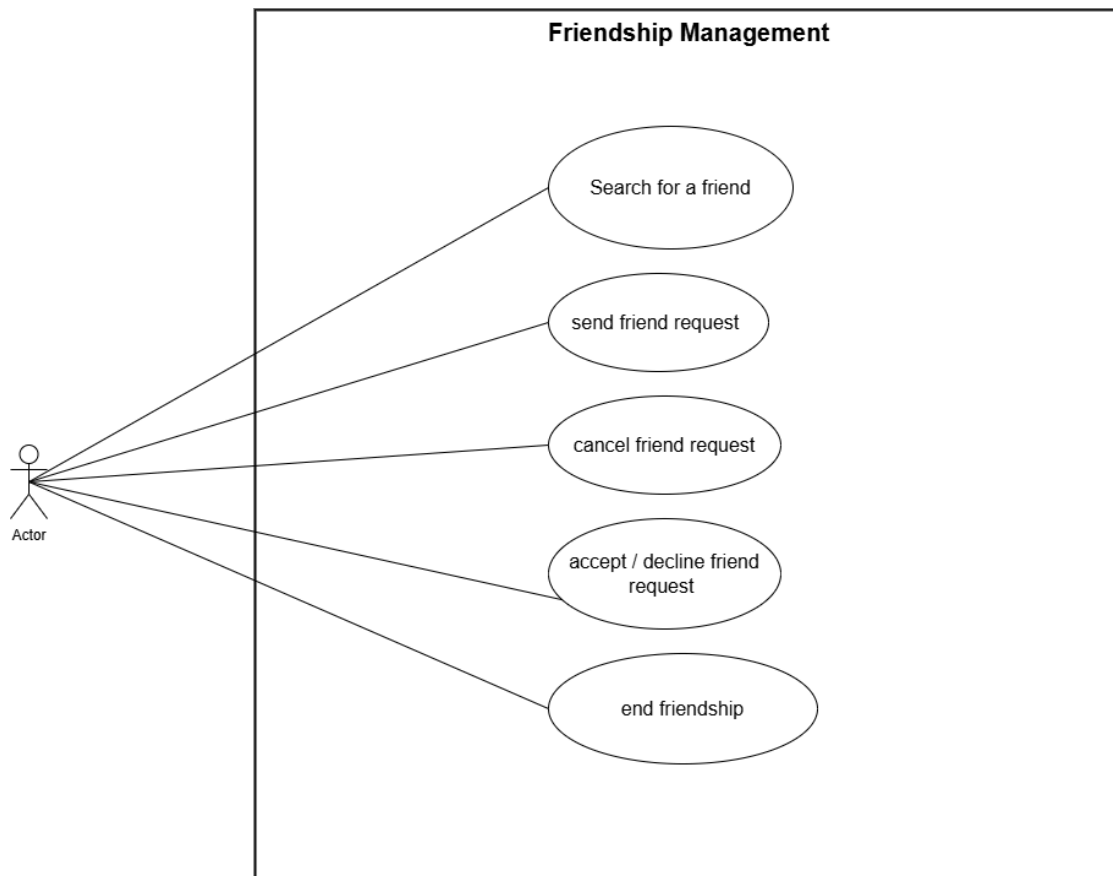 Friendship Management
Search for a friend
send friend request
cancel friend request
Actor
accept / decline friend
request
end friendship